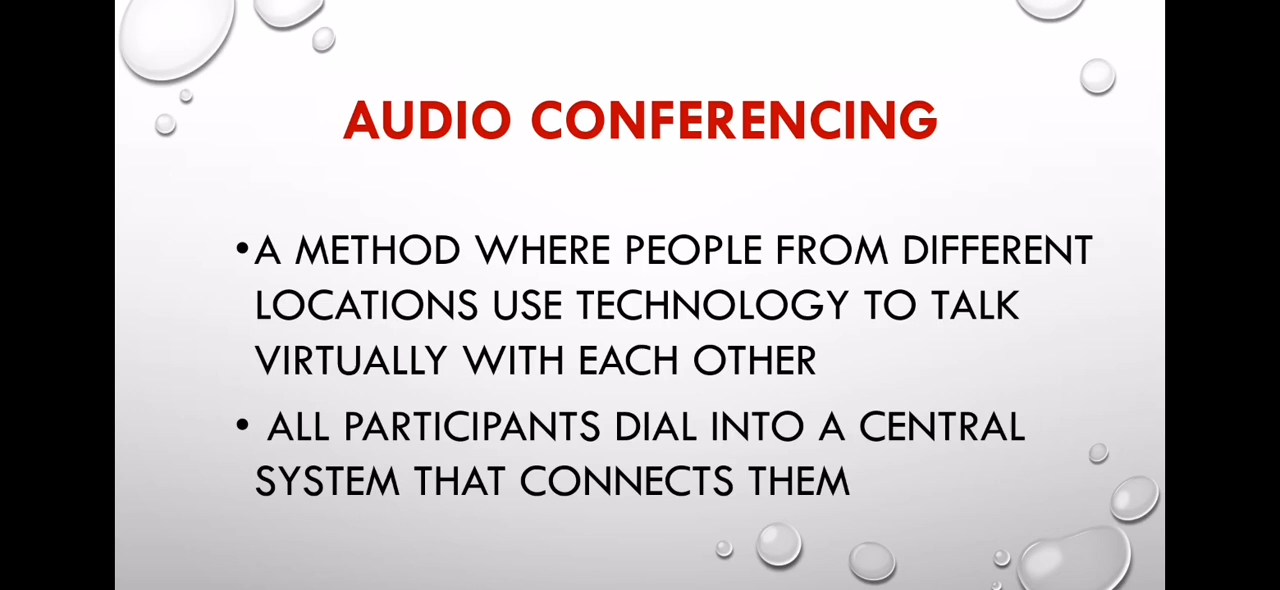 AUDIO CONFERENCING
•A METHOD WHERE PEOPLE FROM DIFFERENT
LOCATIONS USE TECHNOLOGY TO TALK
VIRTUALLY WITH EACH OTHER
• ALL PARTICIPANTS DIAL INTO A CENTRAL
SYSTEM THAT CONNECTS THEM